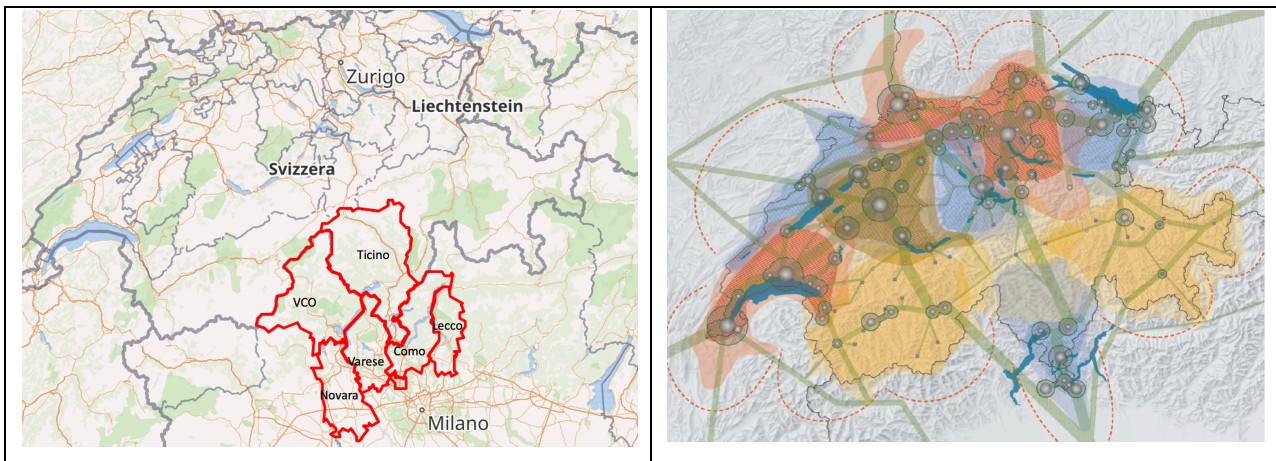 Zurigo
Liechtenstein
Svizzera
Ticino
VCO
Lecco
Como
Varese
Novara
Milano